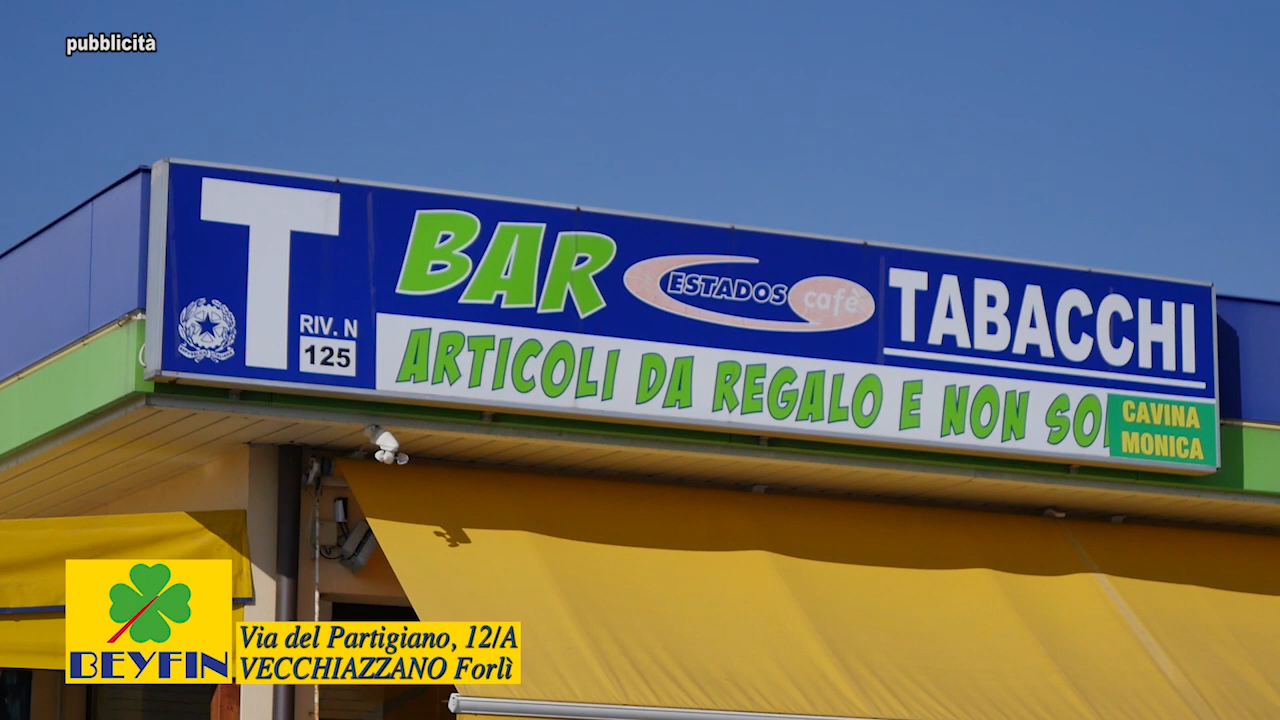 pubblicità
T
RIV. N
125
BAR
ESTADOS
cafè
TABACCHI
ARTICOLI DA REGALO E NON SO
CAVINA
MONICA
BEYFIN
Via del Partigiano, 12/A
VECCHIAZZANO Forlì